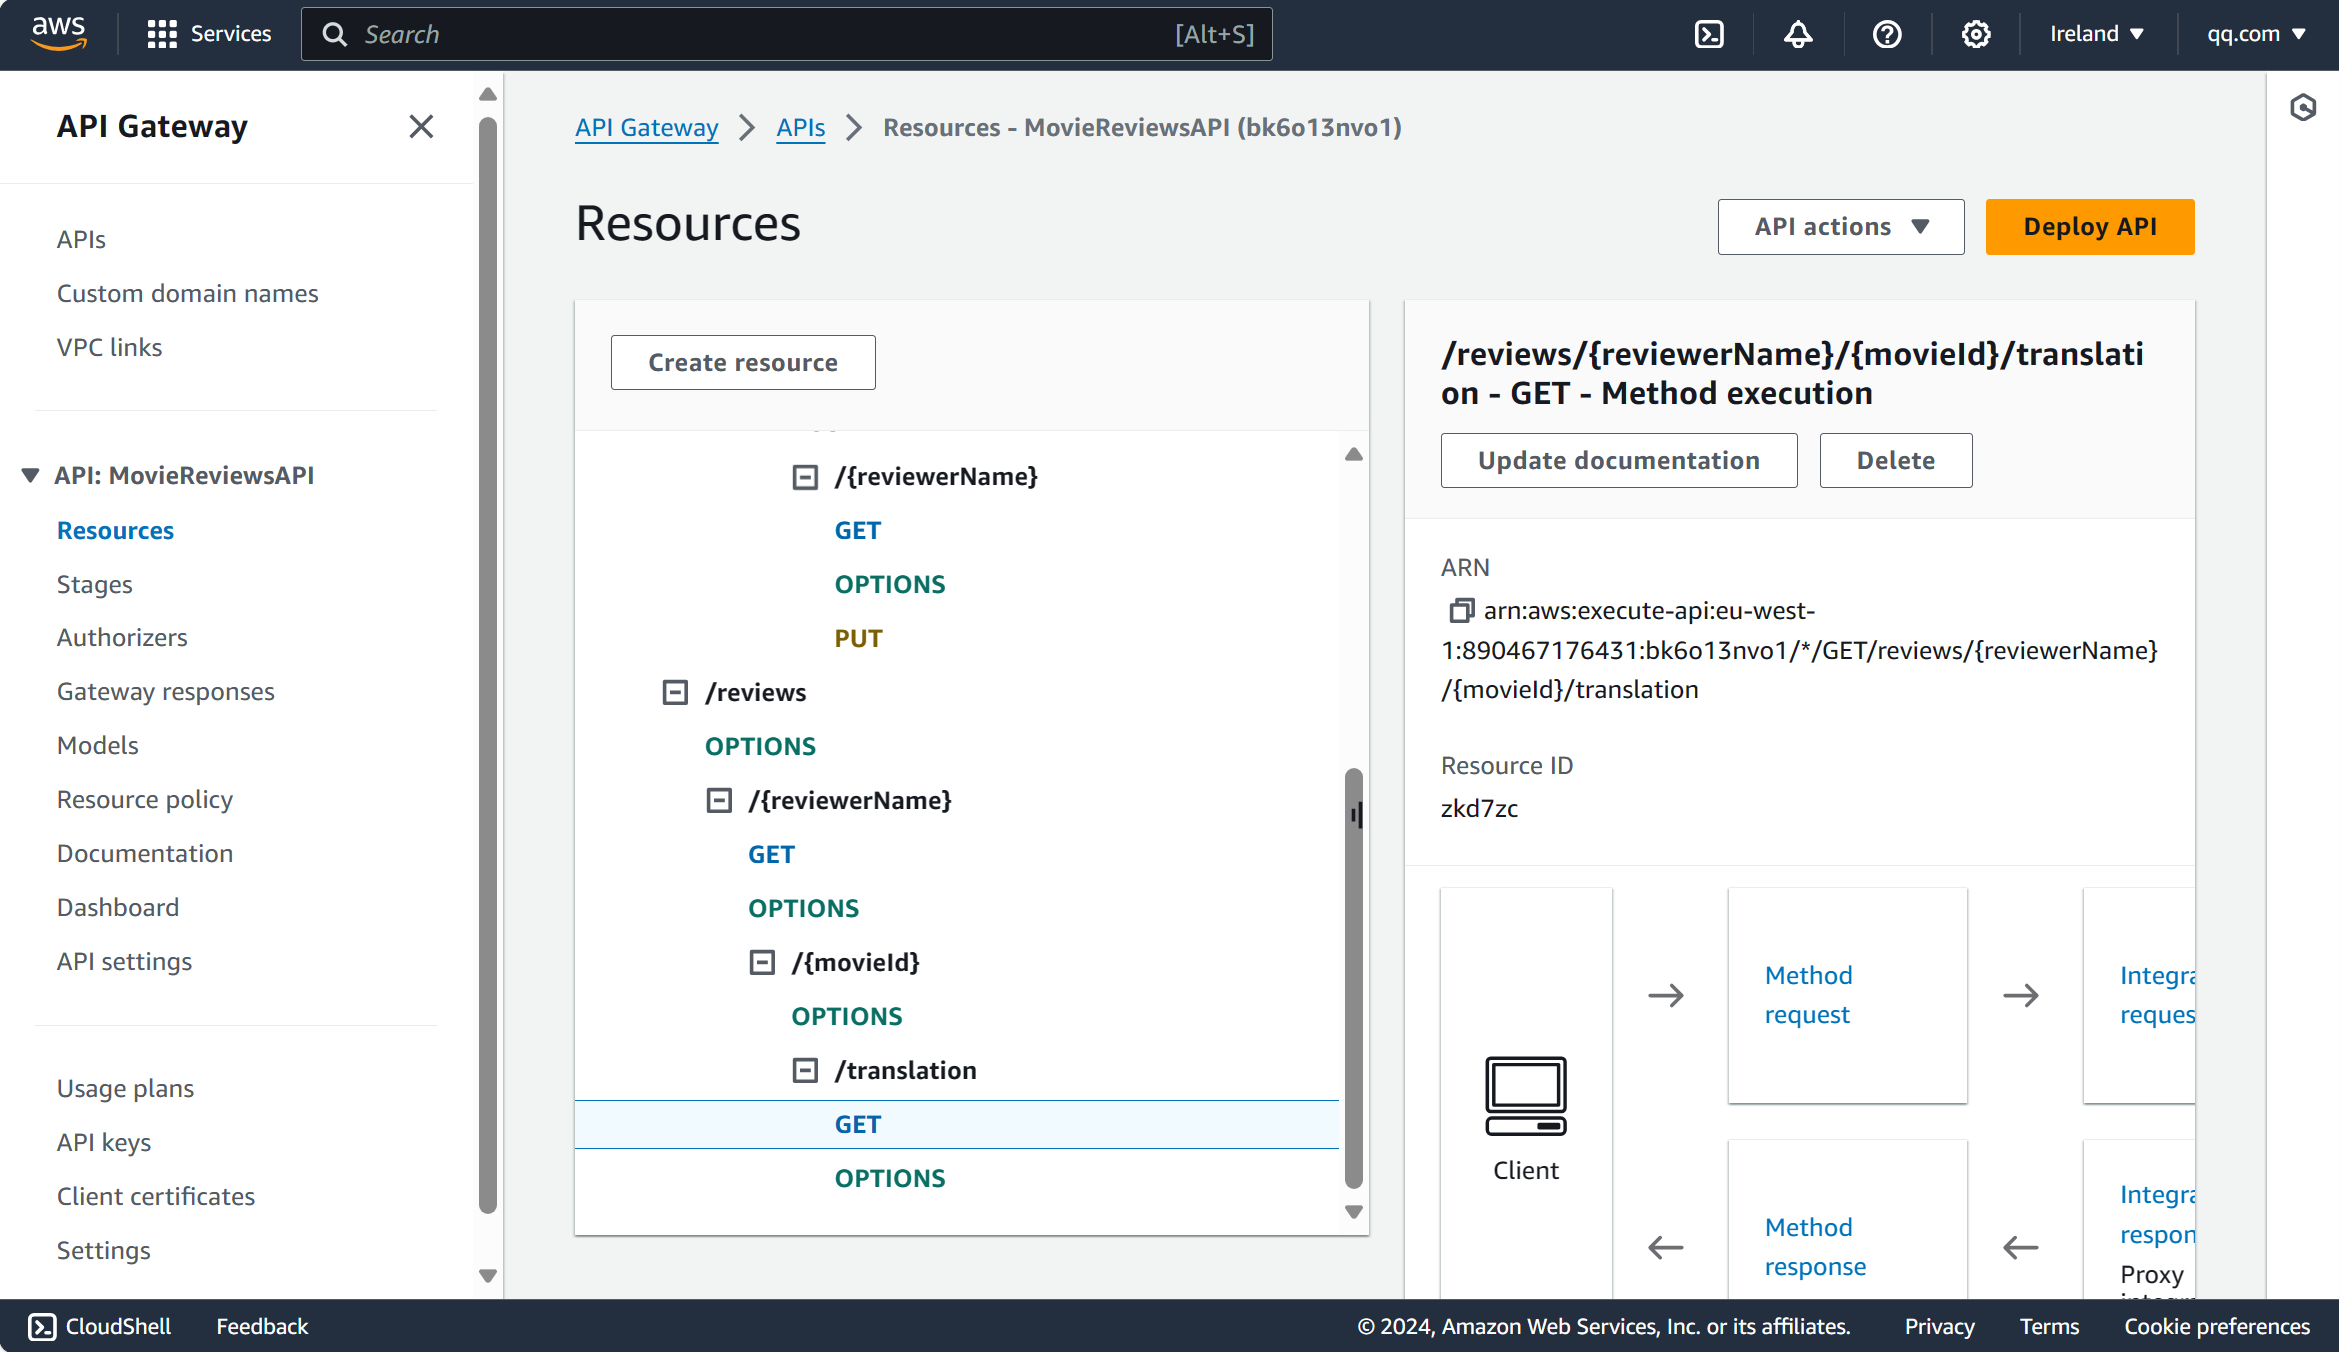 aws
Services
Search [Alt+S]
Ireland
qq.com
API Gateway
APIs
Custom domain names
VPC links
API: MovieReviewsAPI
Resources
Stages
Authorizers
Gateway responses
Models
Resource policy
Documentation
Dashboard
API settings
Usage plans
API keys
Client certificates
Settings
API Gateway > APIs > Resources - MovieReviewsAPI (bk6o13nvo1)
Resources
API actions
Deploy API
Create resource
/{reviewerName}
GET
OPTIONS
PUT
/reviews
OPTIONS
/{reviewerName}
GET
OPTIONS
/{movieId}
OPTIONS
/translation
GET
OPTIONS
/reviews/{reviewerName}/{movieId}/translati
on - GET - Method execution
Update documentation
Delete
ARN
arn:aws:execute-api:eu-west-
1:890467176431:bk6o13nvo1/*/GET/reviews/{reviewerName}
/{movieId}/translation
Resource ID
zkd7zc
Client
Method
request
Integra
reques
Method
response
Integra
respon
Proxy
CloudShell
Feedback
© 2024, Amazon Web Services, Inc. or its affiliates.
Privacy
Terms
Cookie preferences